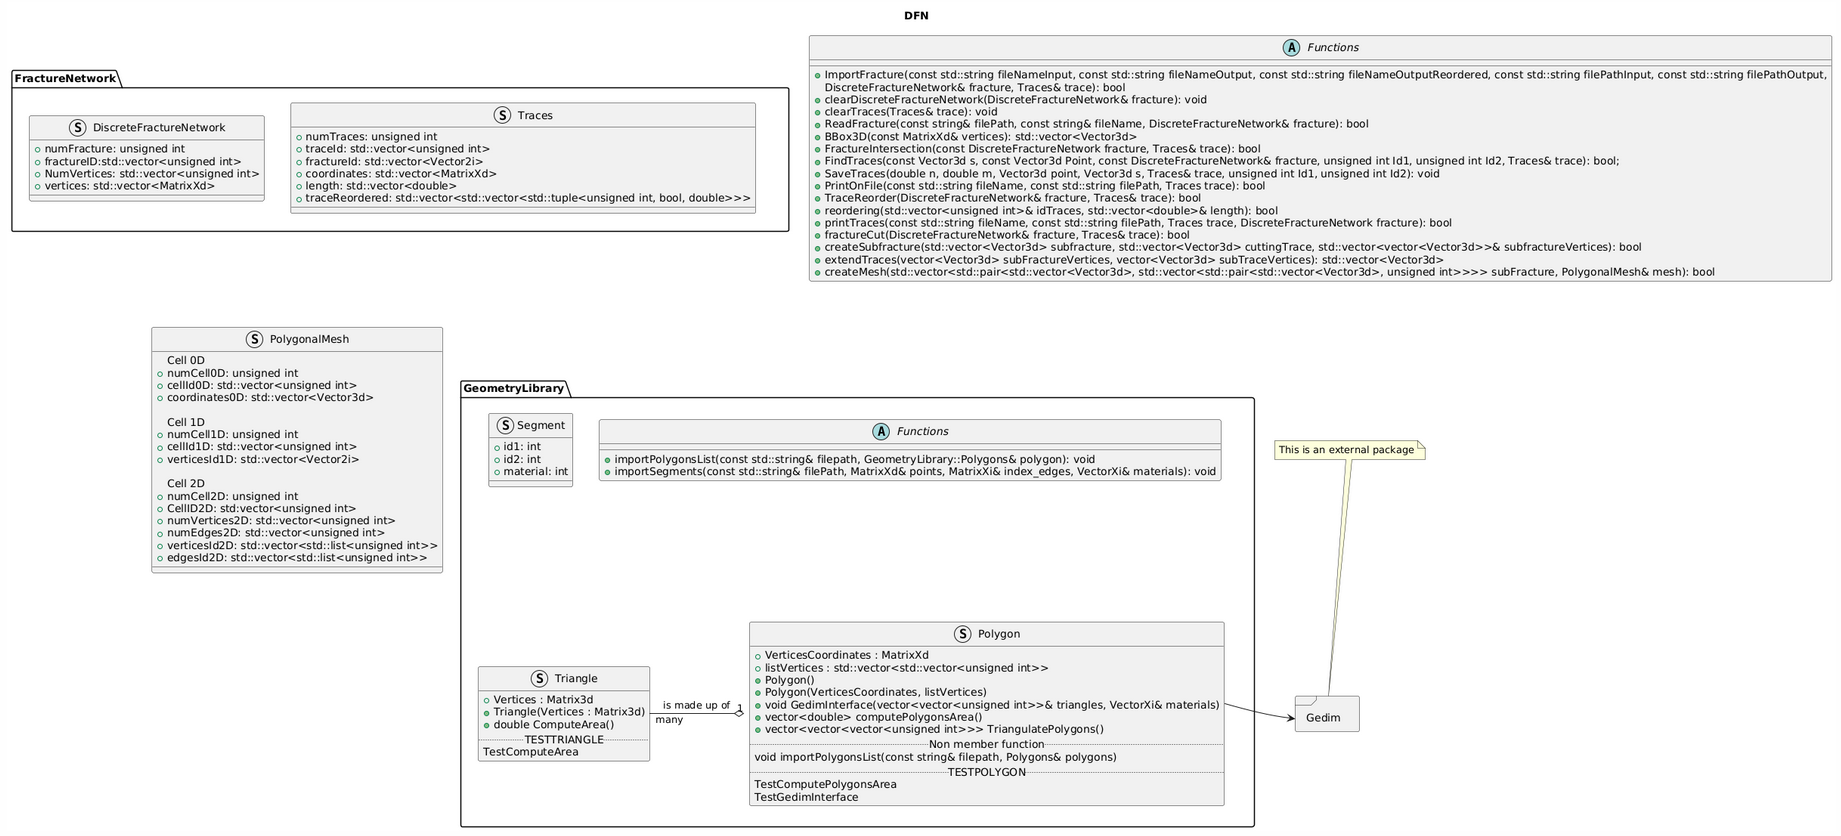 DFN
FractureNetwork
S DiscreteFractureNetwork
numFracture: unsigned int
fractureID:std::vector<unsigned int>
NumVertices: std::vector<unsigned int>
vertices: std::vector<MatrixXd>
S Traces
numTraces: unsigned int
traceId: std::vector<unsigned int>
fractureId: std::vector<Vector2i>
coordinates: std::vector<MatrixXd>
length: std::vector<double>
traceReordered: std::vector<std::vector<std::tuple<unsigned int, bool, double>>>
A Functions
ImportFracture(const std::string fileNameInput, const std::string fileNameOutput, const std::string fileNameOutputReordered, const std::string filePathInput, const std::string filePathOutput,
DiscreteFractureNetwork& fracture, Traces& trace): bool
clearDiscreteFractureNetwork(DiscreteFractureNetwork& fracture): void
clearTraces(Traces& trace): void
ReadFracture(const string& filePath, const string& fileName, DiscreteFractureNetwork& fracture): bool
BBox3D(const MatrixXd& vertices): std::vector<Vector3d>
FractureIntersection(const DiscreteFractureNetwork fracture, Traces& trace): bool
FindTraces(const Vector3d s, const Vector3d Point, const DiscreteFractureNetwork& fracture, unsigned int Id1, unsigned int Id2, Traces& trace): bool;
SaveTraces(double n, double m, Vector3d point, Vector3d s, Traces& trace, unsigned int Id1, unsigned int Id2): void
PrintOnFile(const std::string fileName, const std::string filePath, Traces trace): bool
TraceReorder(DiscreteFractureNetwork& fracture, Traces& trace): bool
reordering(std::vector<unsigned int>& idTraces, std::vector<double>& length): bool
printTraces(const std::string fileName, const std::string filePath, Traces trace, DiscreteFractureNetwork fracture): bool
fractureCut(DiscreteFractureNetwork& fracture, Traces& trace): bool
createSubfracture(std::vector<Vector3d> subfracture, std::vector<Vector3d> cuttingTrace, std::vector<vector<Vector3d>>& subfractureVertices): bool
extendTraces(vector<Vector3d> subFractureVertices, vector<Vector3d> subTraceVertices): std::vector<Vector3d>
createMesh(std::vector<std::pair<std::vector<Vector3d>, std::vector<std::pair<std::vector<Vector3d>, unsigned int>>>> subFracture, PolygonalMesh& mesh): bool
S PolygonalMesh
Cell 0D
numCell0D: unsigned int
cellId0D: std::vector<unsigned int>
coordinates0D: std::vector<Vector3d>
Cell 1D
numCell1D: unsigned int
cellId1D: std::vector<unsigned int>
verticesId1D: std::vector<Vector2i>
Cell 2D
numCell2D: unsigned int
CellID2D: std:vector<unsigned int>
numVertices2D: std::vector<unsigned int>
numEdges2D: std::vector<unsigned int>
verticesId2D: std::vector<std::list<unsigned int>>
edgesId2D: std::vector<std::list<unsigned int>>
GeometryLibrary
S Segment
id1: int
id2: int
material: int
A Functions
importPolygonsList(const std::string& filepath, GeometryLibrary::Polygons& polygon): void
importSegments(const std::string& filePath, MatrixXd& points, MatrixXi& index_edges, VectorXi& materials): void
This is an external package
S Triangle
Vertices : Matrix3d
Triangle(Vertices : Matrix3d)
double ComputeArea()
TESTTRIANGLE
TestComputeArea
is made up of 1
many
S Polygon
VerticesCoordinates : MatrixXd
listVertices : std::vector<std::vector<unsigned int>>
Polygon()
Polygon(VerticesCoordinates, listVertices)
void GedimInterface(vector<vector<unsigned int>>& triangles, VectorXi& materials)
vector<double> computePolygonsArea()
vector<vector<vector<unsigned int>>> TriangulatePolygons()
Non member function
void importPolygonsList(const string& filepath, Polygons& polygons)
TESTPOLYGON
TestComputePolygonsArea
TestGedimInterface
Gedim